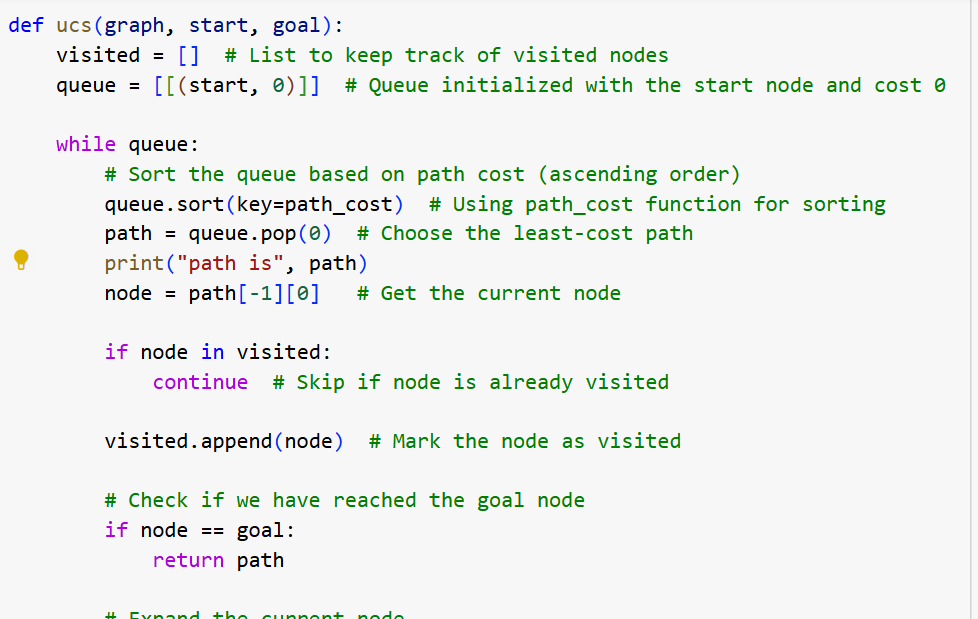 def ucs(graph, start, goal):
    visited = []  # List to keep track of visited nodes
    queue = [[(start, 0)]]  # Queue initialized with the start node and cost 0

    while queue:
        # Sort the queue based on path cost (ascending order)
        queue.sort(key=path_cost)  # Using path_cost function for sorting
        path = queue.pop(0)  # Choose the least-cost path
        print("path is", path)
        node = path[-1][0]   # Get the current node

        if node in visited:
            continue  # Skip if node is already visited

        visited.append(node)  # Mark the node as visited

        # Check if we have reached the goal node
        if node == goal:
            return path

        # Expand the current node